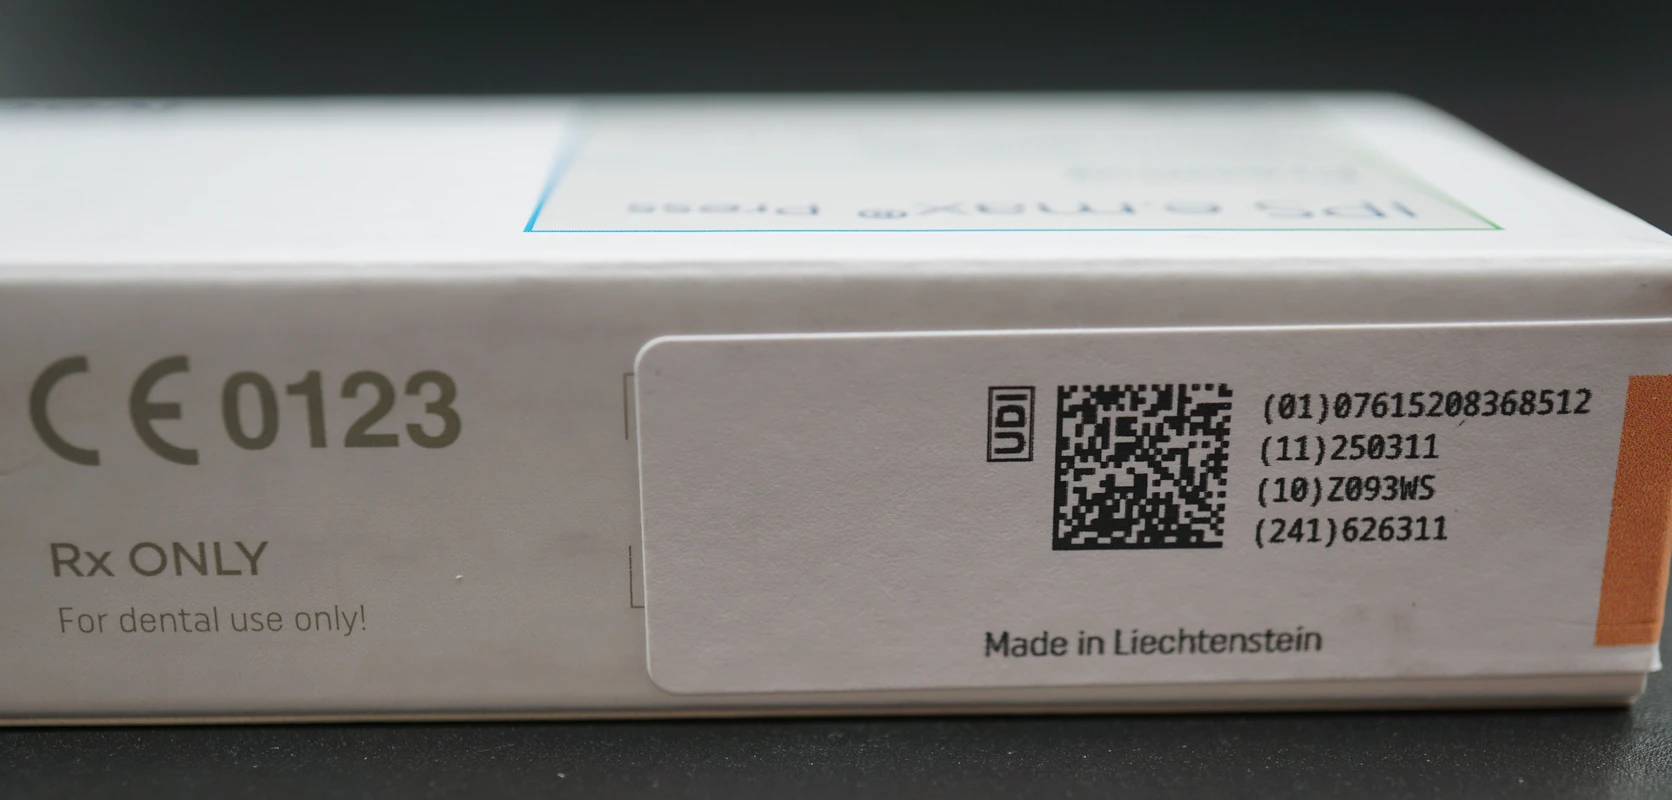 IPS e.max® Press
CE 0123
Rx ONLY
For dental use only!
UDI
(01)07615208368512
(11)250311
(10)Z093WS
(241)626311
Made in Liechtenstein